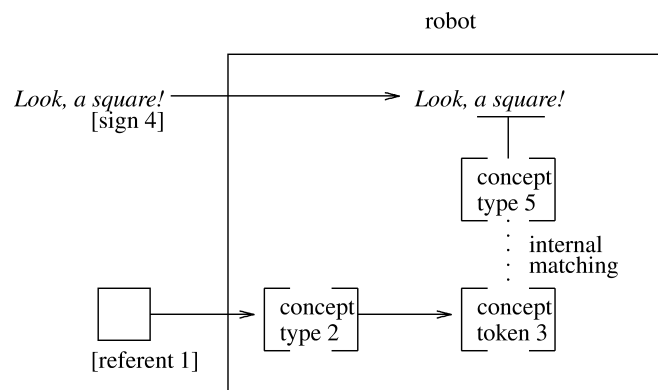 robot
Look, a square!
Look, a square!
[sign 4]
concept
type 5
internal
matching
concept
type 2
concept
token 3
[referent 1]